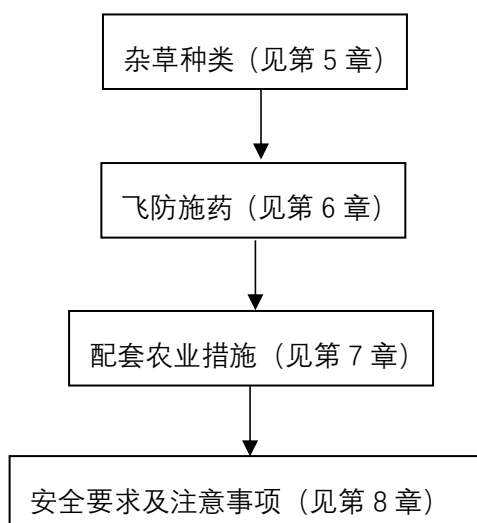 杂草种类（见第 5 章）
飞防施药（见第 6 章）
配套农业措施（见第 7 章）
安全要求及注意事项（见第 8 章）